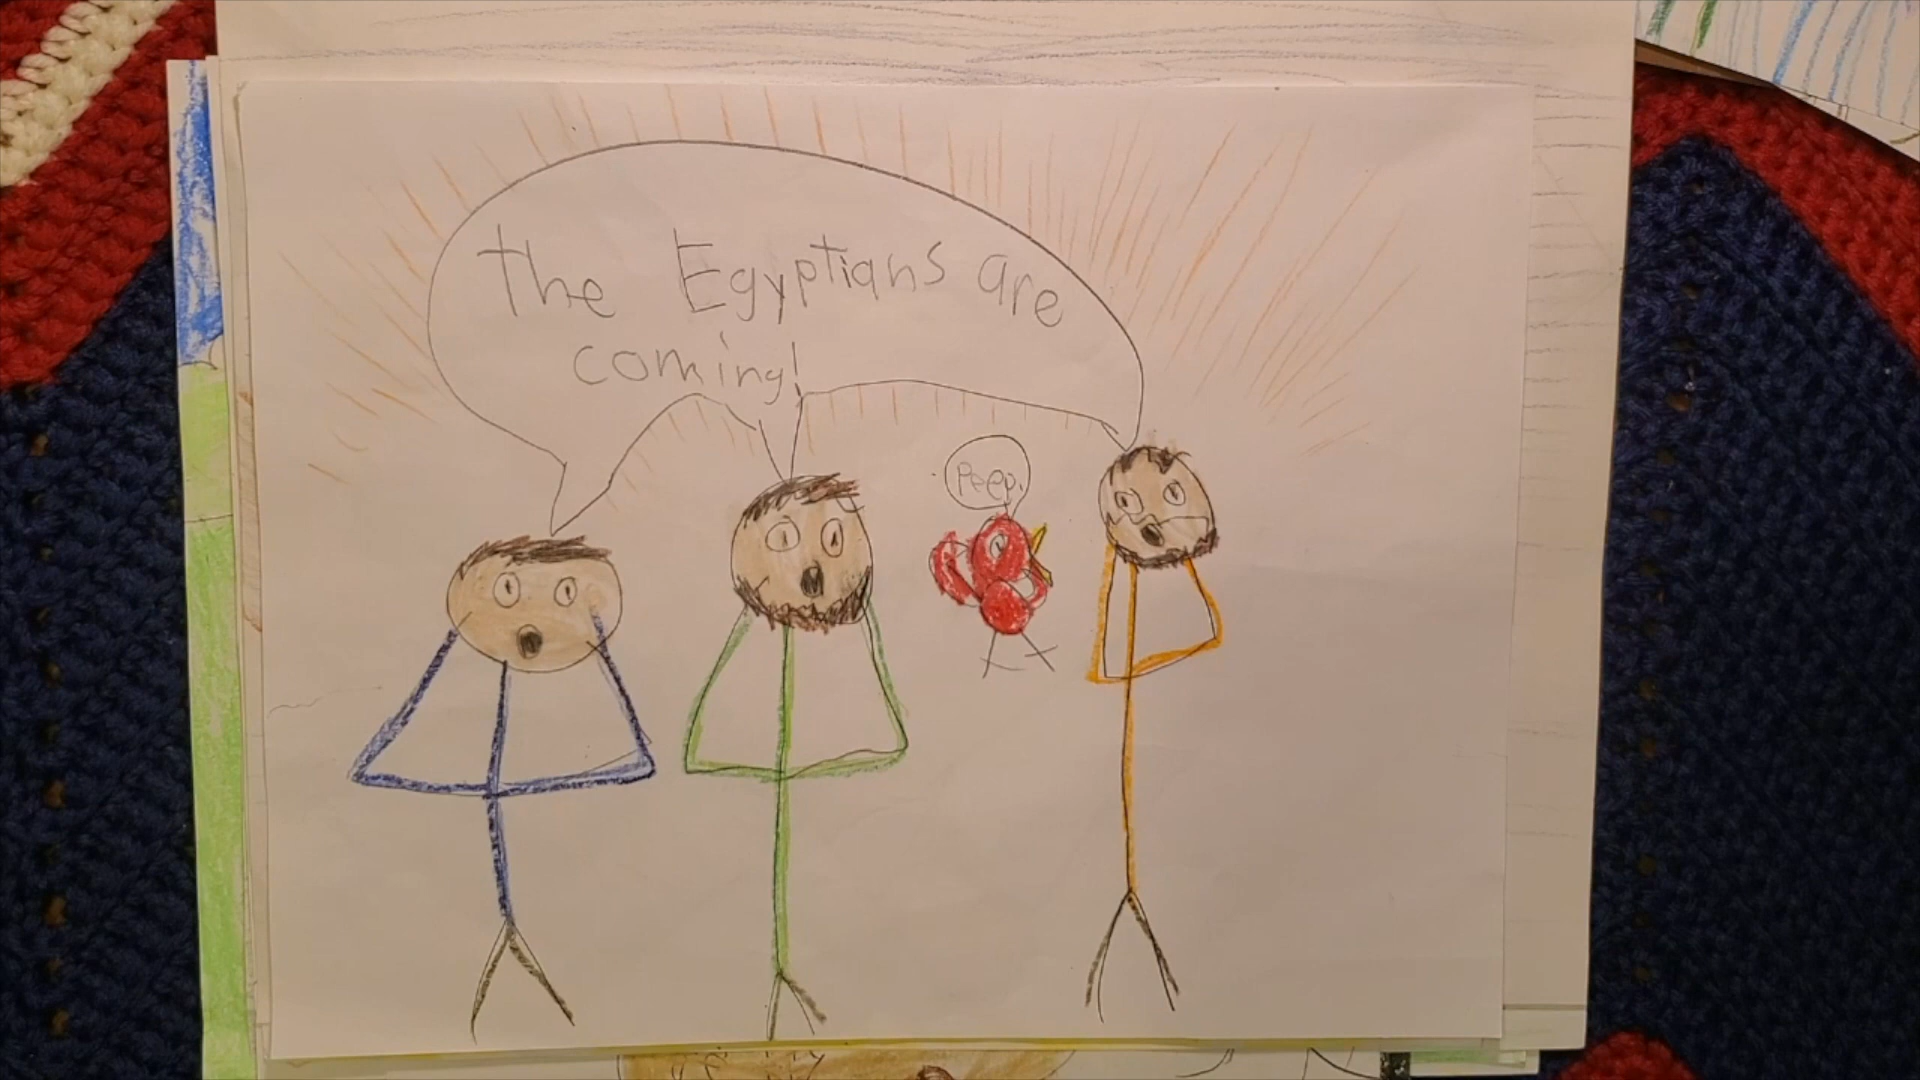 the Egyptians are
coming!
Peep.